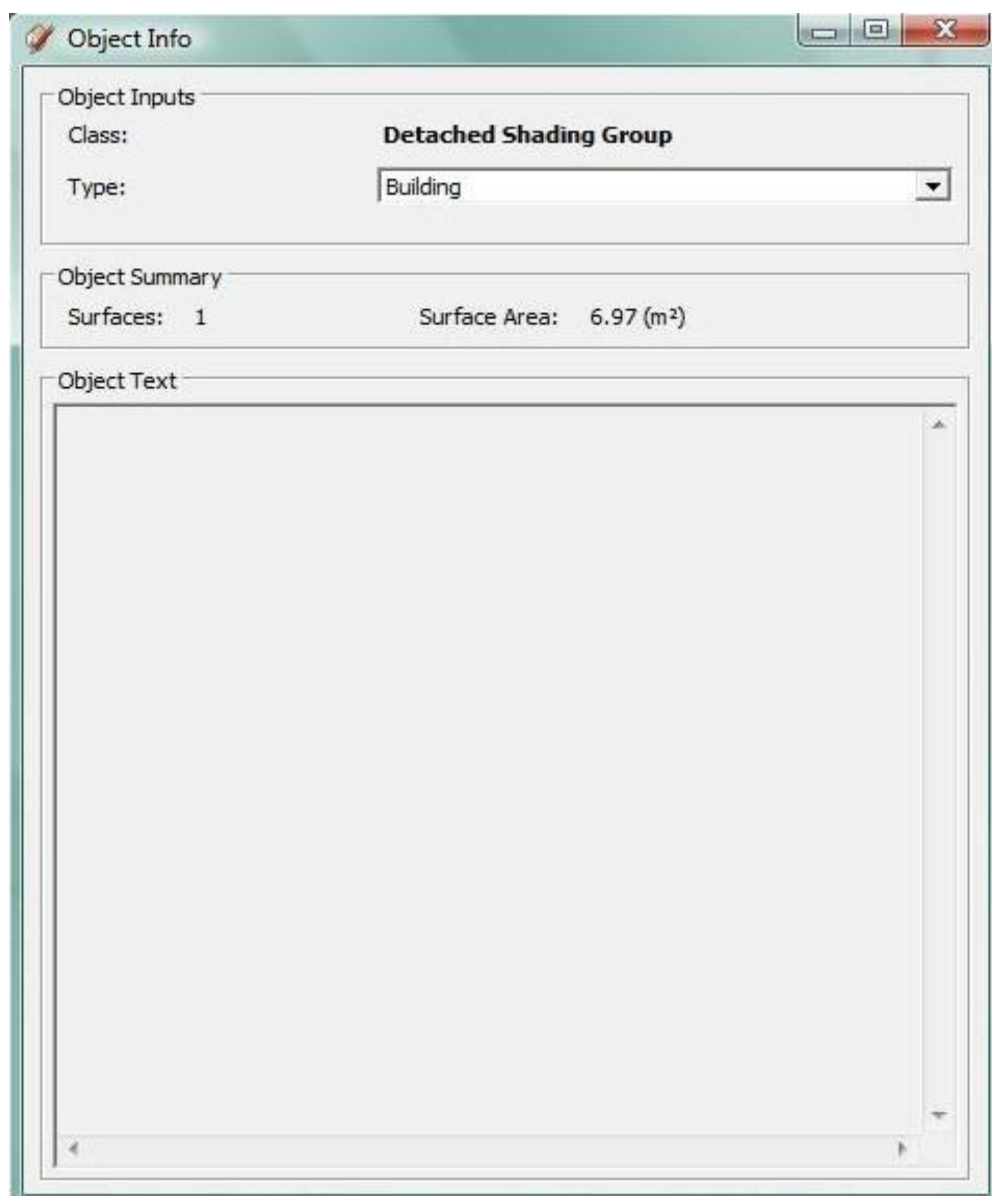 Object Info
Object Inputs
Class: Detached Shading Group
Type: Building
Object Summary
Surfaces: 1 Surface Area: 6.97 (m²)
Object Text